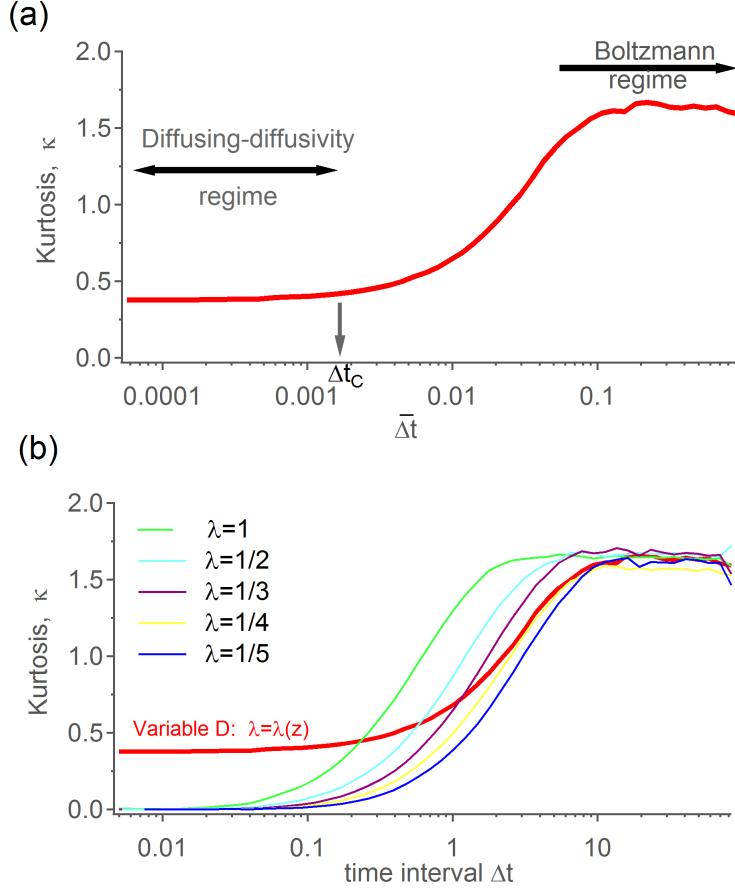 (a)
2.0
1.5
1.0
0.5
0.0
Kurtosis, κ
Boltzmann
regime
Diffusing-diffusivity
regime
ΔtC
0.0001
0.001
0.01
0.1
Δ̅t
(b)
2.0
1.5
1.0
0.5
0.0
Kurtosis, κ
λ=1
λ=1/2
λ=1/3
λ=1/4
λ=1/5
Variable D: λ=λ(z)
0.01
0.1
1
10
time interval Δt